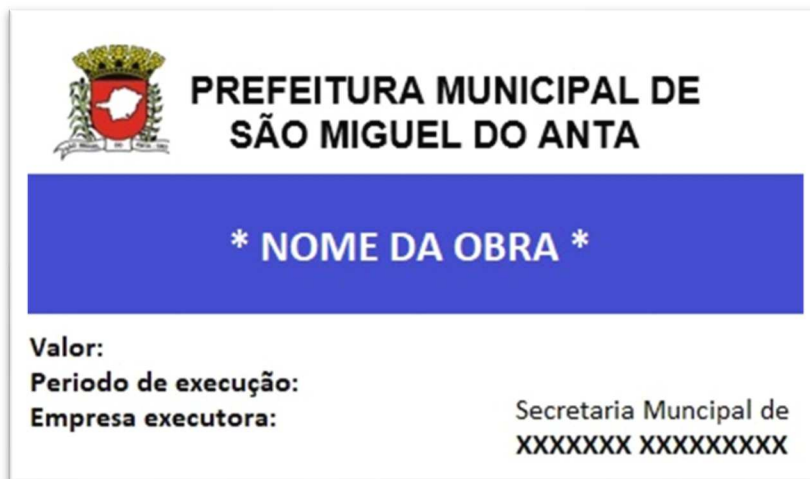 PREFEITURA MUNICIPAL DE
SÃO MIGUEL DO ANTA
* NOME DA OBRA *
Valor:
Periodo de execução:
Empresa executora:
Secretaria Muncipal de
XXXXXXX XXXXXXXXX